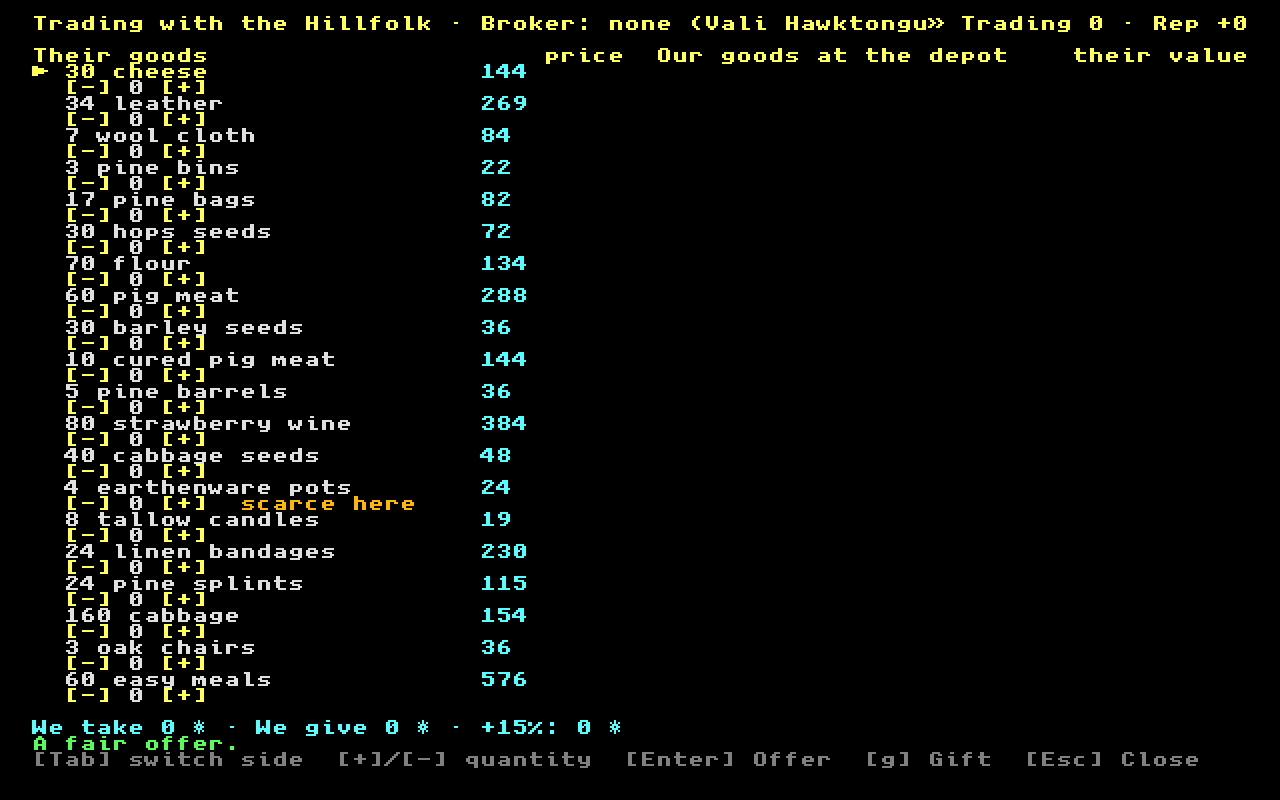 Trading with the Hillfolk · Broker: none (Vali Hawktongu» Trading 0 · Rep +0
Their goods price Our goods at the depot their value
► 30 cheese 144
[-] 0 [+]
34 leather 269
[-] 0 [+]
7 wool cloth 84
[-] 0 [+]
3 pine bins 22
[-] 0 [+]
17 pine bags 82
[-] 0 [+]
30 hops seeds 72
[-] 0 [+]
70 flour 134
[-] 0 [+]
60 pig meat 288
[-] 0 [+]
30 barley seeds 36
[-] 0 [+]
10 cured pig meat 144
[-] 0 [+]
5 pine barrels 36
[-] 0 [+]
80 strawberry wine 384
[-] 0 [+]
40 cabbage seeds 48
[-] 0 [+]
4 earthenware pots 24
[-] 0 [+] scarce here
8 tallow candles 19
[-] 0 [+]
24 linen bandages 230
[-] 0 [+]
24 pine splints 115
[-] 0 [+]
160 cabbage 154
[-] 0 [+]
3 oak chairs 36
[-] 0 [+]
60 easy meals 576
[-] 0 [+]
We take 0 * · We give 0 * · +15%: 0 *
A fair offer.
[Tab] switch side [+]/[-] quantity [Enter] Offer [g] Gift [Esc] Close